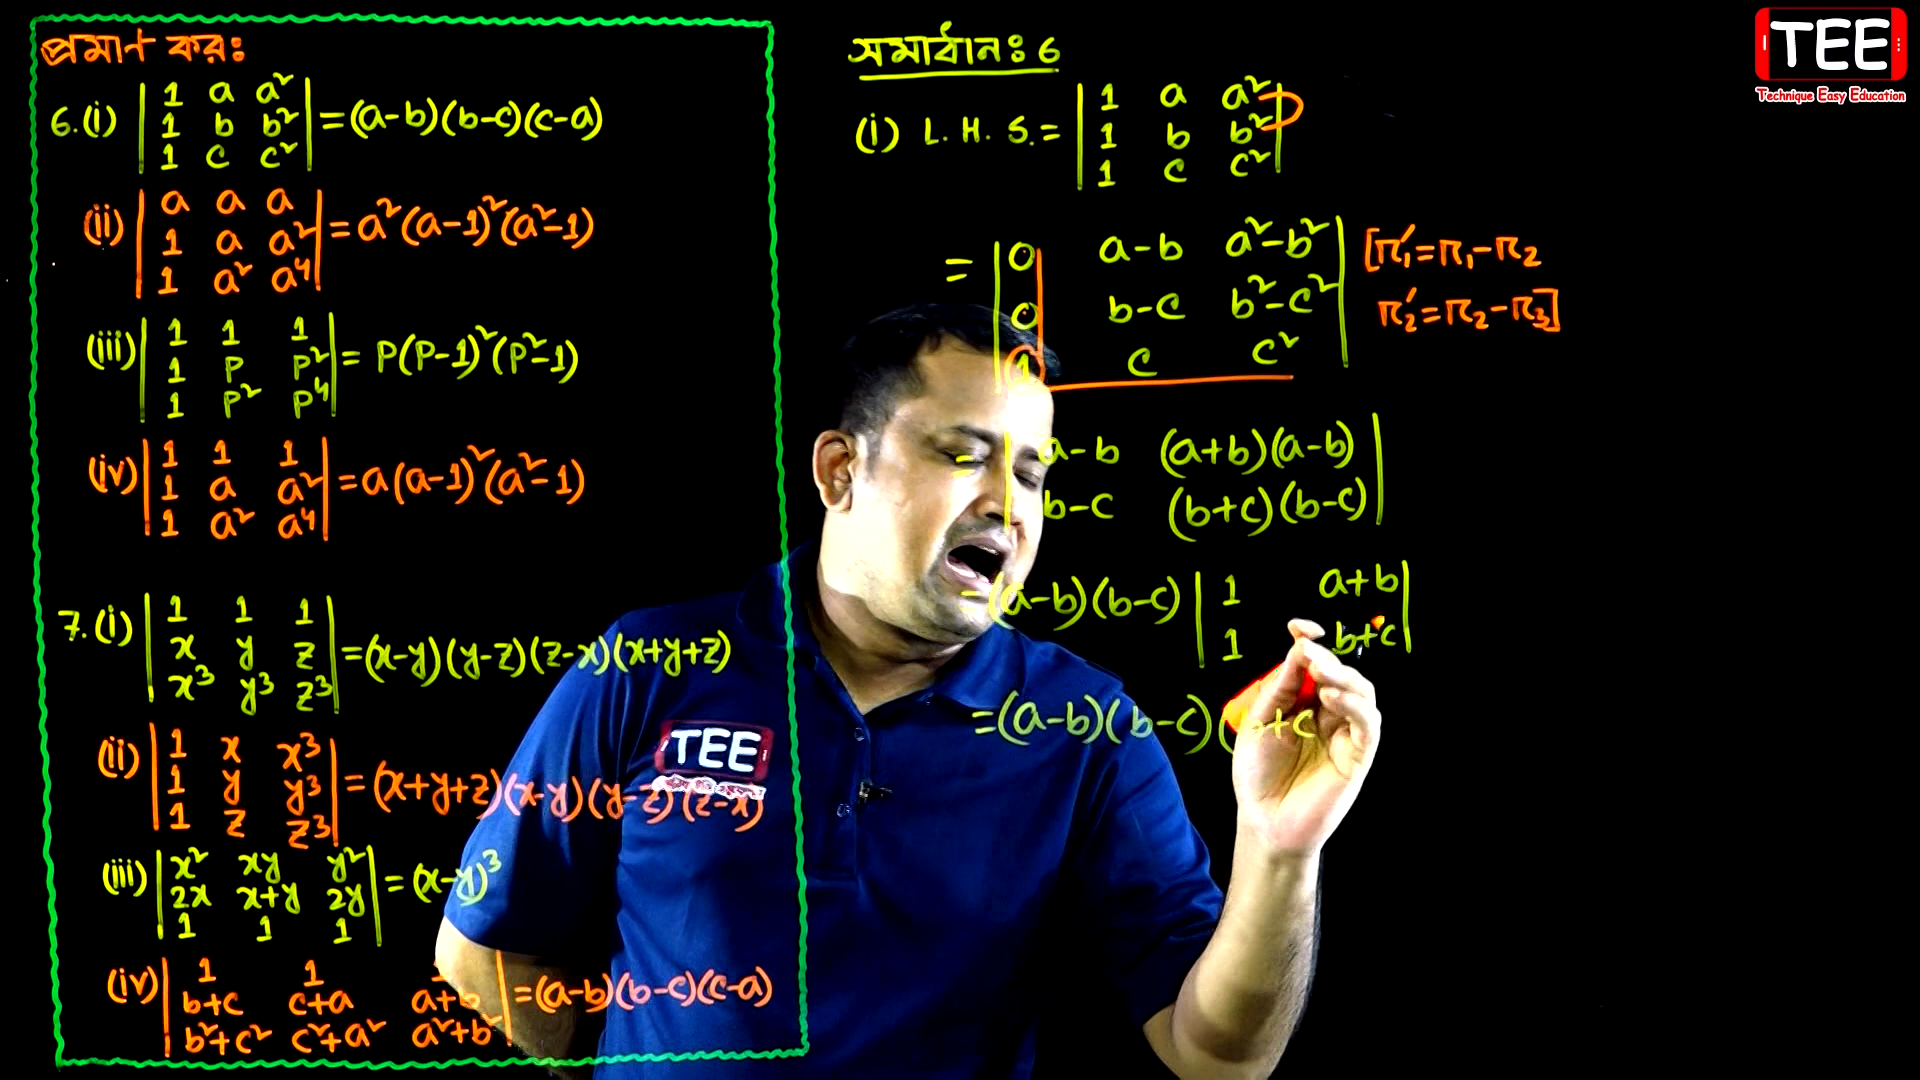 প্রমাণ করঃ
6.(i) | 1 a a² | 1 b b² | 1 c c² | = (a-b)(b-c)(c-a)
(ii) | a a a | 1 a a² | 1 a² a⁴ | = a²(a-1)²(a²-1)
(iii) | 1 1 1 | 1 P P² | 1 P² P⁴ | = P(P-1)²(P²-1)
(iv) | 1 1 1 | 1 a a² | 1 a² a⁴ | = a(a-1)²(a²-1)
7.(i) | 1 1 1 | x y z | x³ y³ z³ | = (x-y)(y-z)(z-x)(x+y+z)
(ii) | 1 x x³ | 1 y y³ | 1 z z³ | = (x+y+z)(x-y)(y-z)(z-x)
(iii) | x² xy y² | 2x x+y 2y | 1 1 1 | = (x-y)³
(iv) | 1 1 1 | b+c c+a a+b | b²+c² c²+a² a²+b² | = (a-b)(b-c)(c-a)
সমাধানঃ 6
(i) L. H. S. = | 1 a a² | 1 b b² | 1 c c² |
= | 0 a-b a²-b² | 0 b-c b²-c² | 1 c c² | [r₁′=r₁-r₂
r₂′=r₂-r₃]
= | a-b (a+b)(a-b) | b-c (b+c)(b-c) |
= (a-b)(b-c) | 1 a+b | 1 b+c |
= (a-b)(b-c)(b+c
TEE
Technique Easy Education
TEE